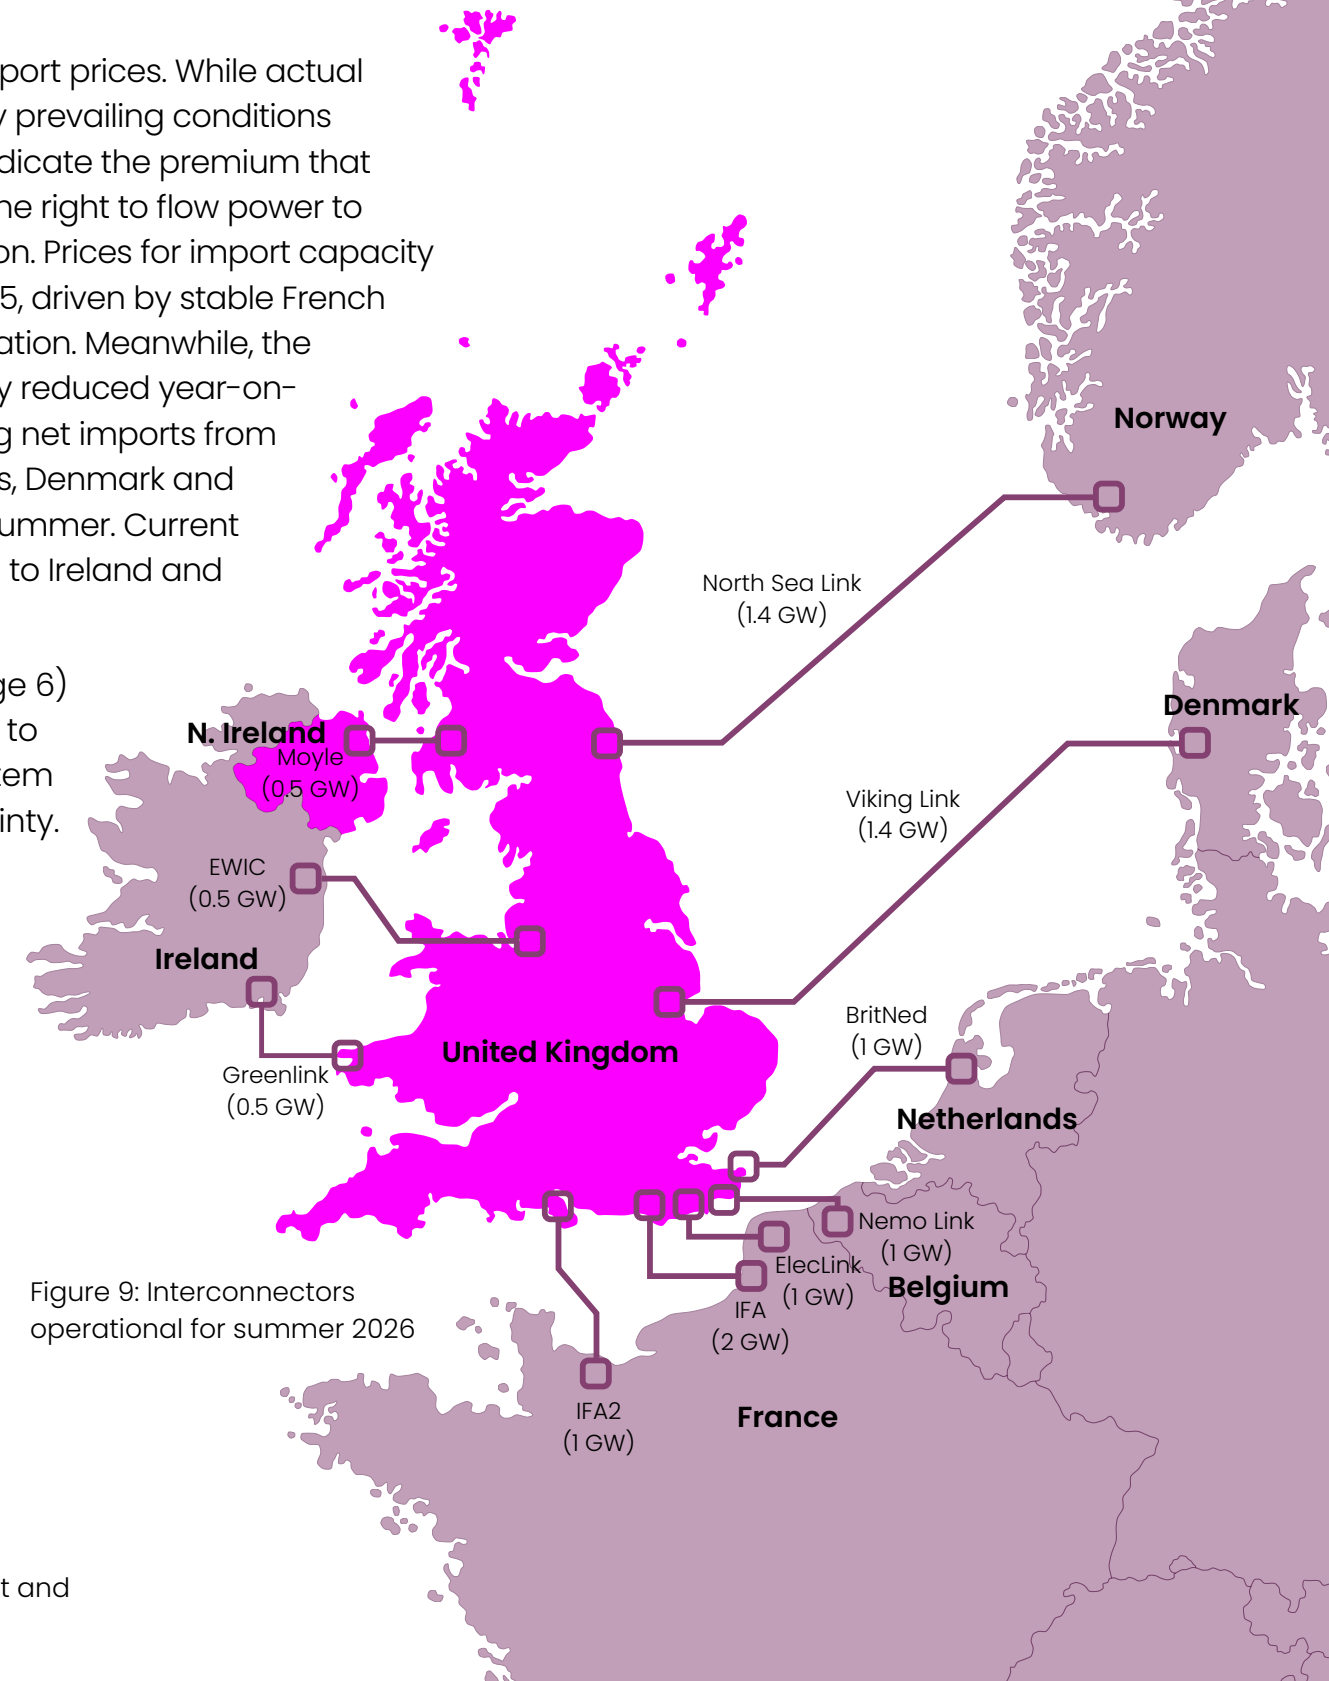 port prices. While actual
y prevailing conditions
dicate the premium that
ne right to flow power to
on. Prices for import capacity
5, driven by stable French
ation. Meanwhile, the
y reduced year-on-
g net imports from
s, Denmark and
ummer. Current
to Ireland and
ge 6)
to
tem
inty.
Norway
North Sea Link
(1.4 GW)
Denmark
N. Ireland
Moyle
(0.5 GW)
Viking Link
(1.4 GW)
EWIC
(0.5 GW)
Ireland
BritNed
(1 GW)
United Kingdom
Greenlink
(0.5 GW)
Netherlands
Nemo Link
(1 GW)
ElecLink
(1 GW)
Belgium
IFA
(2 GW)
Figure 9: Interconnectors
operational for summer 2026
IFA2
(1 GW)
France
t and